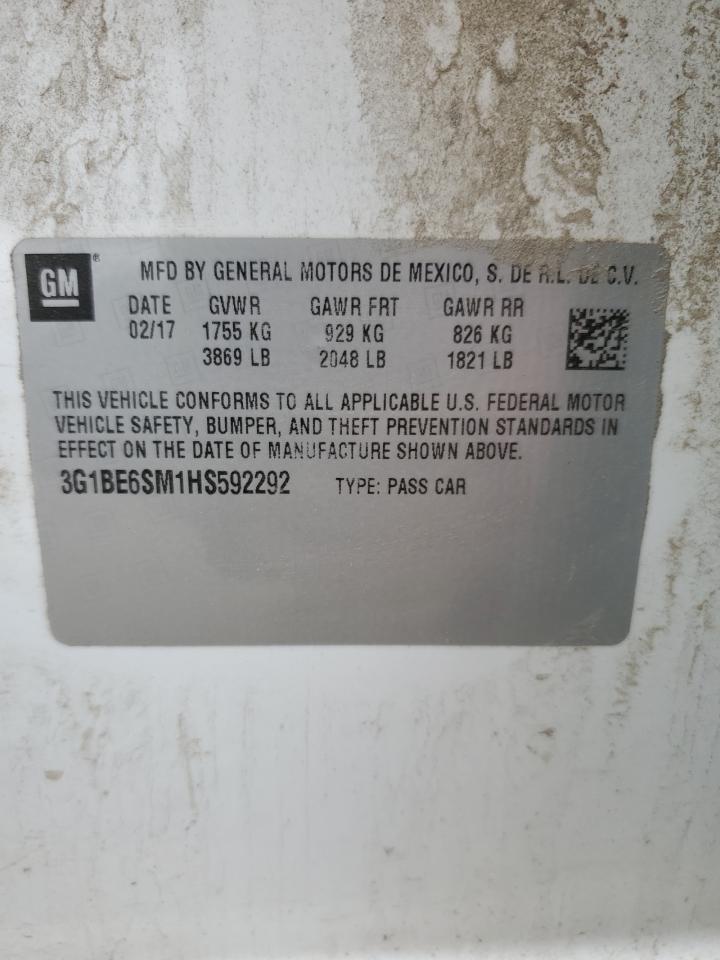 GM ® MFD BY GENERAL MOTORS DE MEXICO, S. DE R.L. DE C.V.
DATE GVWR GAWR FRT GAWR RR
02/17 1755 KG 929 KG 826 KG
3869 LB 2048 LB 1821 LB
THIS VEHICLE CONFORMS TO ALL APPLICABLE U.S. FEDERAL MOTOR
VEHICLE SAFETY, BUMPER, AND THEFT PREVENTION STANDARDS IN
EFFECT ON THE DATE OF MANUFACTURE SHOWN ABOVE.
3G1BE6SM1HS592292 TYPE: PASS CAR